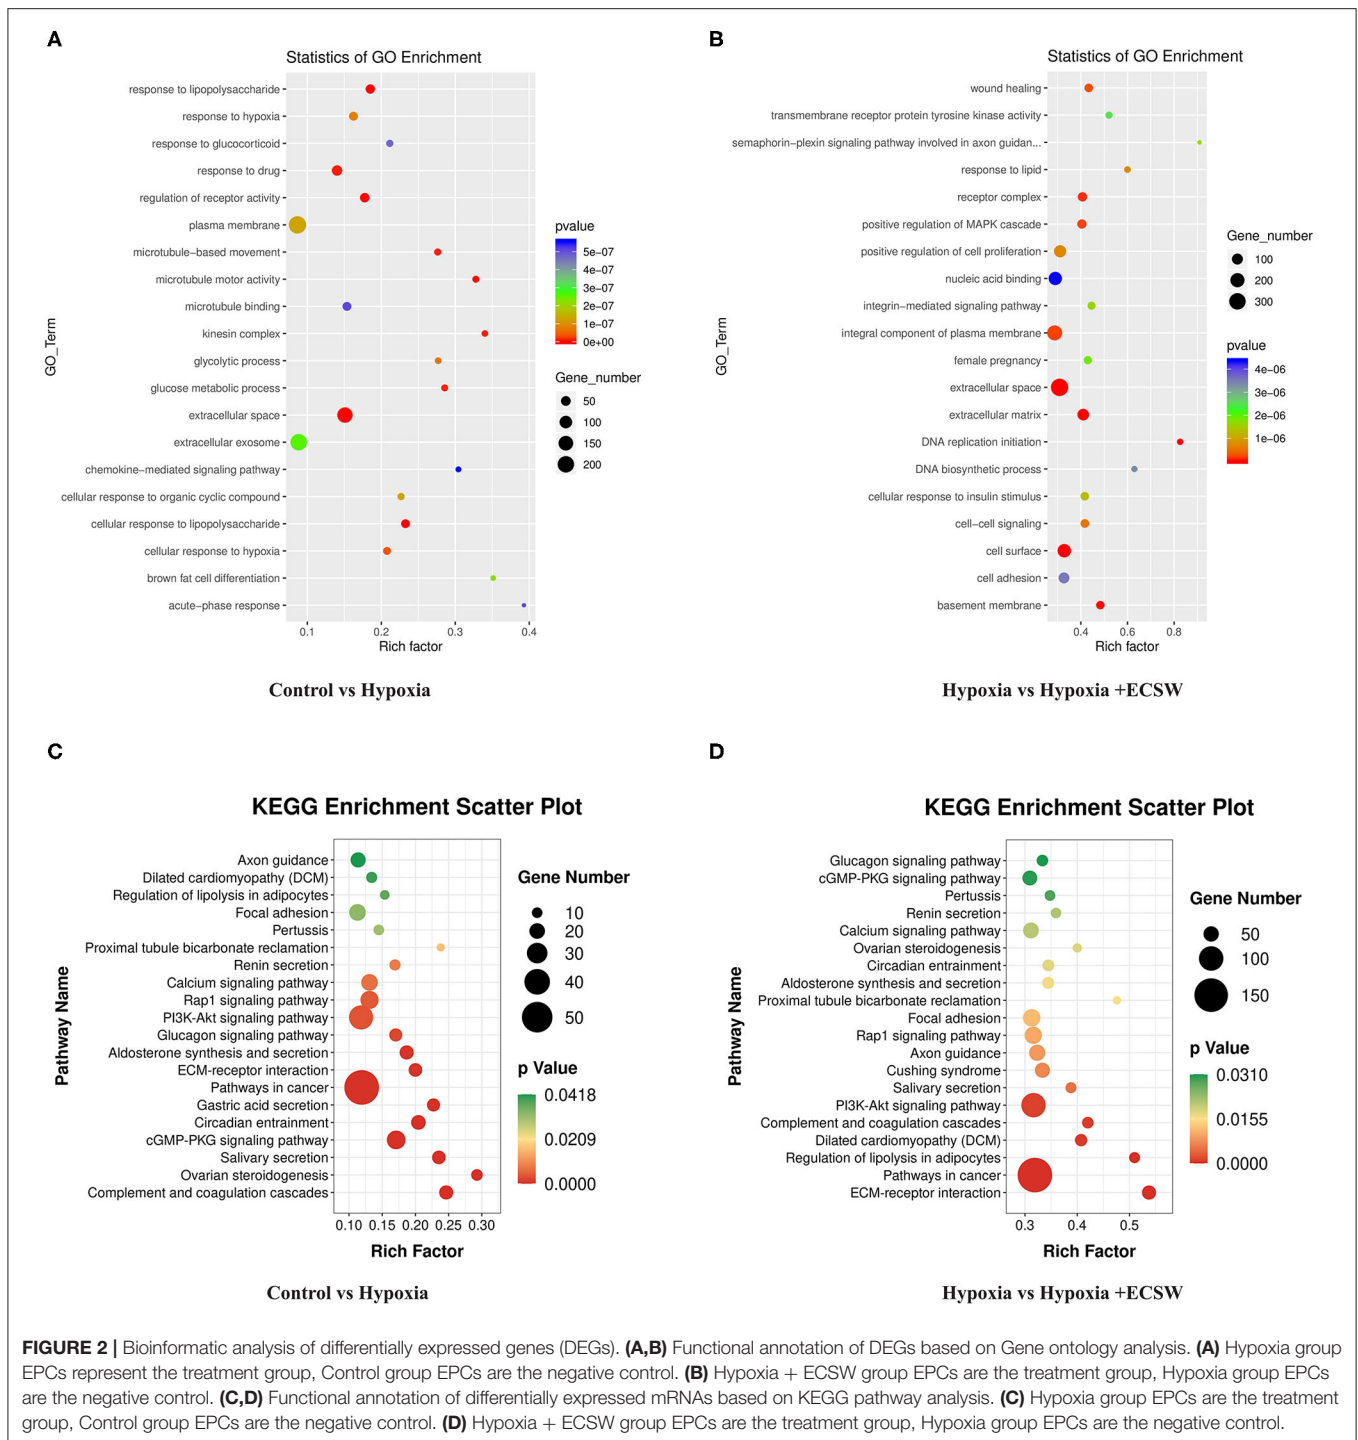 A
Statistics of GO Enrichment
response to lipopolysaccharide
response to hypoxia
response to glucocorticoid
response to drug
regulation of receptor activity
plasma membrane
microtubule−based movement
microtubule motor activity
microtubule binding
kinesin complex
glycolytic process
glucose metabolic process
extracellular space
extracellular exosome
chemokine−mediated signaling pathway
cellular response to organic cyclic compound
cellular response to lipopolysaccharide
cellular response to hypoxia
brown fat cell differentiation
acute−phase response
GO_Term
0.1 0.2 0.3 0.4
Rich factor
pvalue
5e−07
4e−07
3e−07
2e−07
1e−07
0e+00
Gene_number
50
100
150
200
Control vs Hypoxia
B
Statistics of GO Enrichment
wound healing
transmembrane receptor protein tyrosine kinase activity
semaphorin−plexin signaling pathway involved in axon guidan...
response to lipid
receptor complex
positive regulation of MAPK cascade
positive regulation of cell proliferation
nucleic acid binding
integrin−mediated signaling pathway
integral component of plasma membrane
female pregnancy
extracellular space
extracellular matrix
DNA replication initiation
DNA biosynthetic process
cellular response to insulin stimulus
cell−cell signaling
cell surface
cell adhesion
basement membrane
GO_Term
0.4 0.6 0.8
Rich factor
Gene_number
100
200
300
pvalue
4e−06
3e−06
2e−06
1e−06
Hypoxia vs Hypoxia +ECSW
C
KEGG Enrichment Scatter Plot
Axon guidance
Dilated cardiomyopathy (DCM)
Regulation of lipolysis in adipocytes
Focal adhesion
Pertussis
Proximal tubule bicarbonate reclamation
Renin secretion
Calcium signaling pathway
Rap1 signaling pathway
PI3K-Akt signaling pathway
Glucagon signaling pathway
Aldosterone synthesis and secretion
ECM-receptor interaction
Pathways in cancer
Gastric acid secretion
Circadian entrainment
cGMP-PKG signaling pathway
Salivary secretion
Ovarian steroidogenesis
Complement and coagulation cascades
Pathway Name
0.10 0.15 0.20 0.25 0.30
Rich Factor
Gene Number
10
20
30
40
50
p Value
0.0418
0.0209
0.0000
Control vs Hypoxia
D
KEGG Enrichment Scatter Plot
Glucagon signaling pathway
cGMP-PKG signaling pathway
Pertussis
Renin secretion
Calcium signaling pathway
Ovarian steroidogenesis
Circadian entrainment
Aldosterone synthesis and secretion
Proximal tubule bicarbonate reclamation
Focal adhesion
Rap1 signaling pathway
Axon guidance
Cushing syndrome
Salivary secretion
PI3K-Akt signaling pathway
Complement and coagulation cascades
Dilated cardiomyopathy (DCM)
Regulation of lipolysis in adipocytes
Pathways in cancer
ECM-receptor interaction
Pathway Name
0.3 0.4 0.5
Rich Factor
Gene Number
50
100
150
p Value
0.0310
0.0155
0.0000
Hypoxia vs Hypoxia +ECSW
FIGURE 2 | Bioinformatic analysis of differentially expressed genes (DEGs). (A,B) Functional annotation of DEGs based on Gene ontology analysis. (A) Hypoxia group
EPCs represent the treatment group, Control group EPCs are the negative control. (B) Hypoxia + ECSW group EPCs are the treatment group, Hypoxia group EPCs
are the negative control. (C,D) Functional annotation of differentially expressed mRNAs based on KEGG pathway analysis. (C) Hypoxia group EPCs are the treatment
group, Control group EPCs are the negative control. (D) Hypoxia + ECSW group EPCs are the treatment group, Hypoxia group EPCs are the negative control.